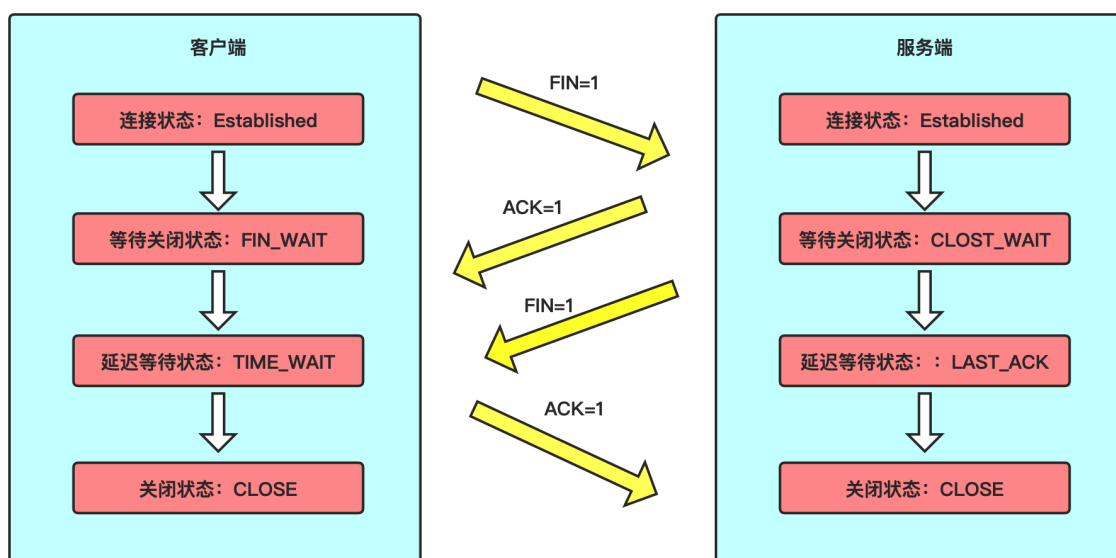 客户端
连接状态：Established
等待关闭状态：FIN_WAIT
延迟等待状态：TIME_WAIT
关闭状态：CLOSE
FIN=1
ACK=1
FIN=1
ACK=1
服务端
连接状态：Established
等待关闭状态：CLOST_WAIT
延迟等待状态：：LAST_ACK
关闭状态：CLOSE